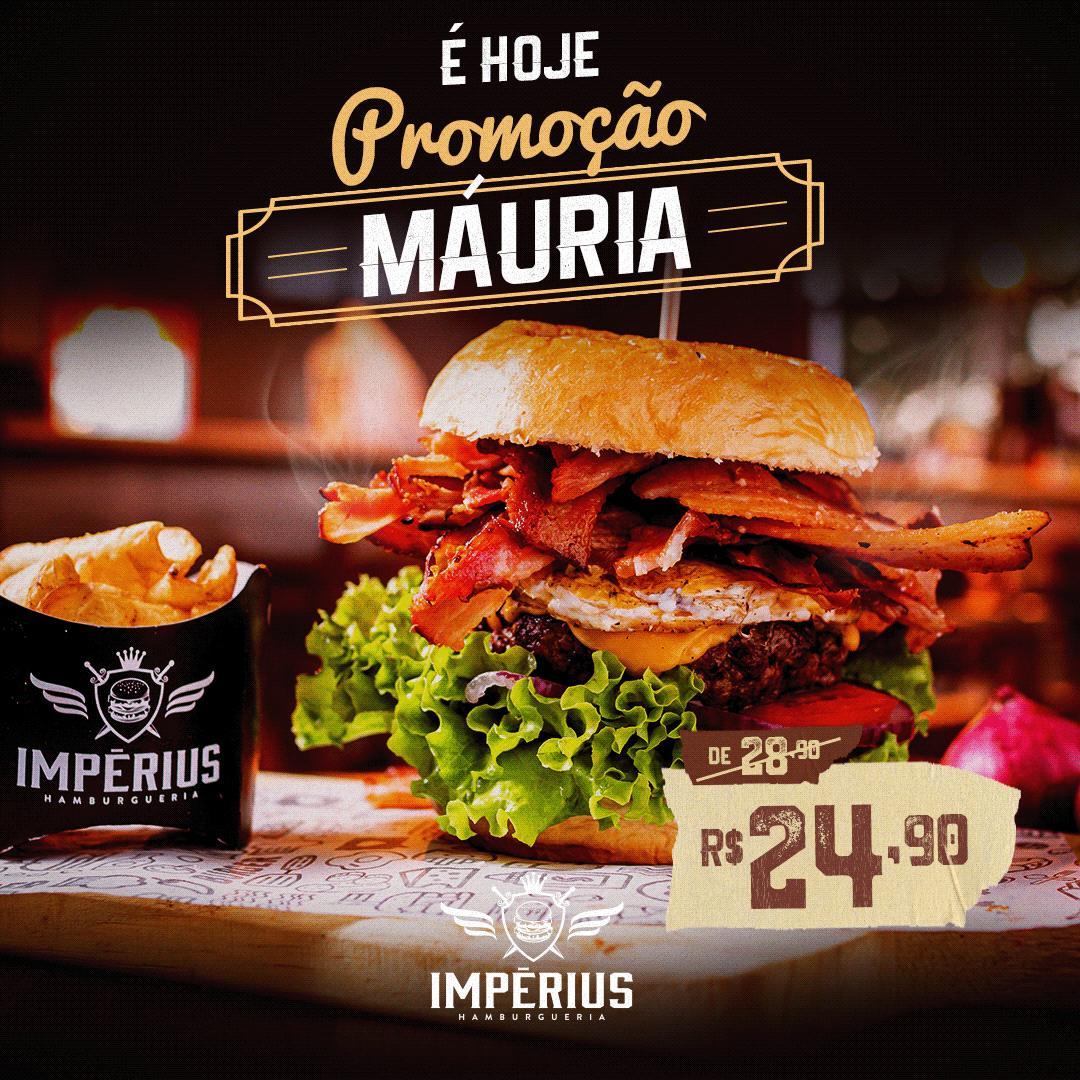 É HOJE
Promoção
MÁURIA
IMPĒRIUS
HAMBURGUERIA
DE 28,90
R$24,90
IMPĒRIUS
HAMBURGUERIA